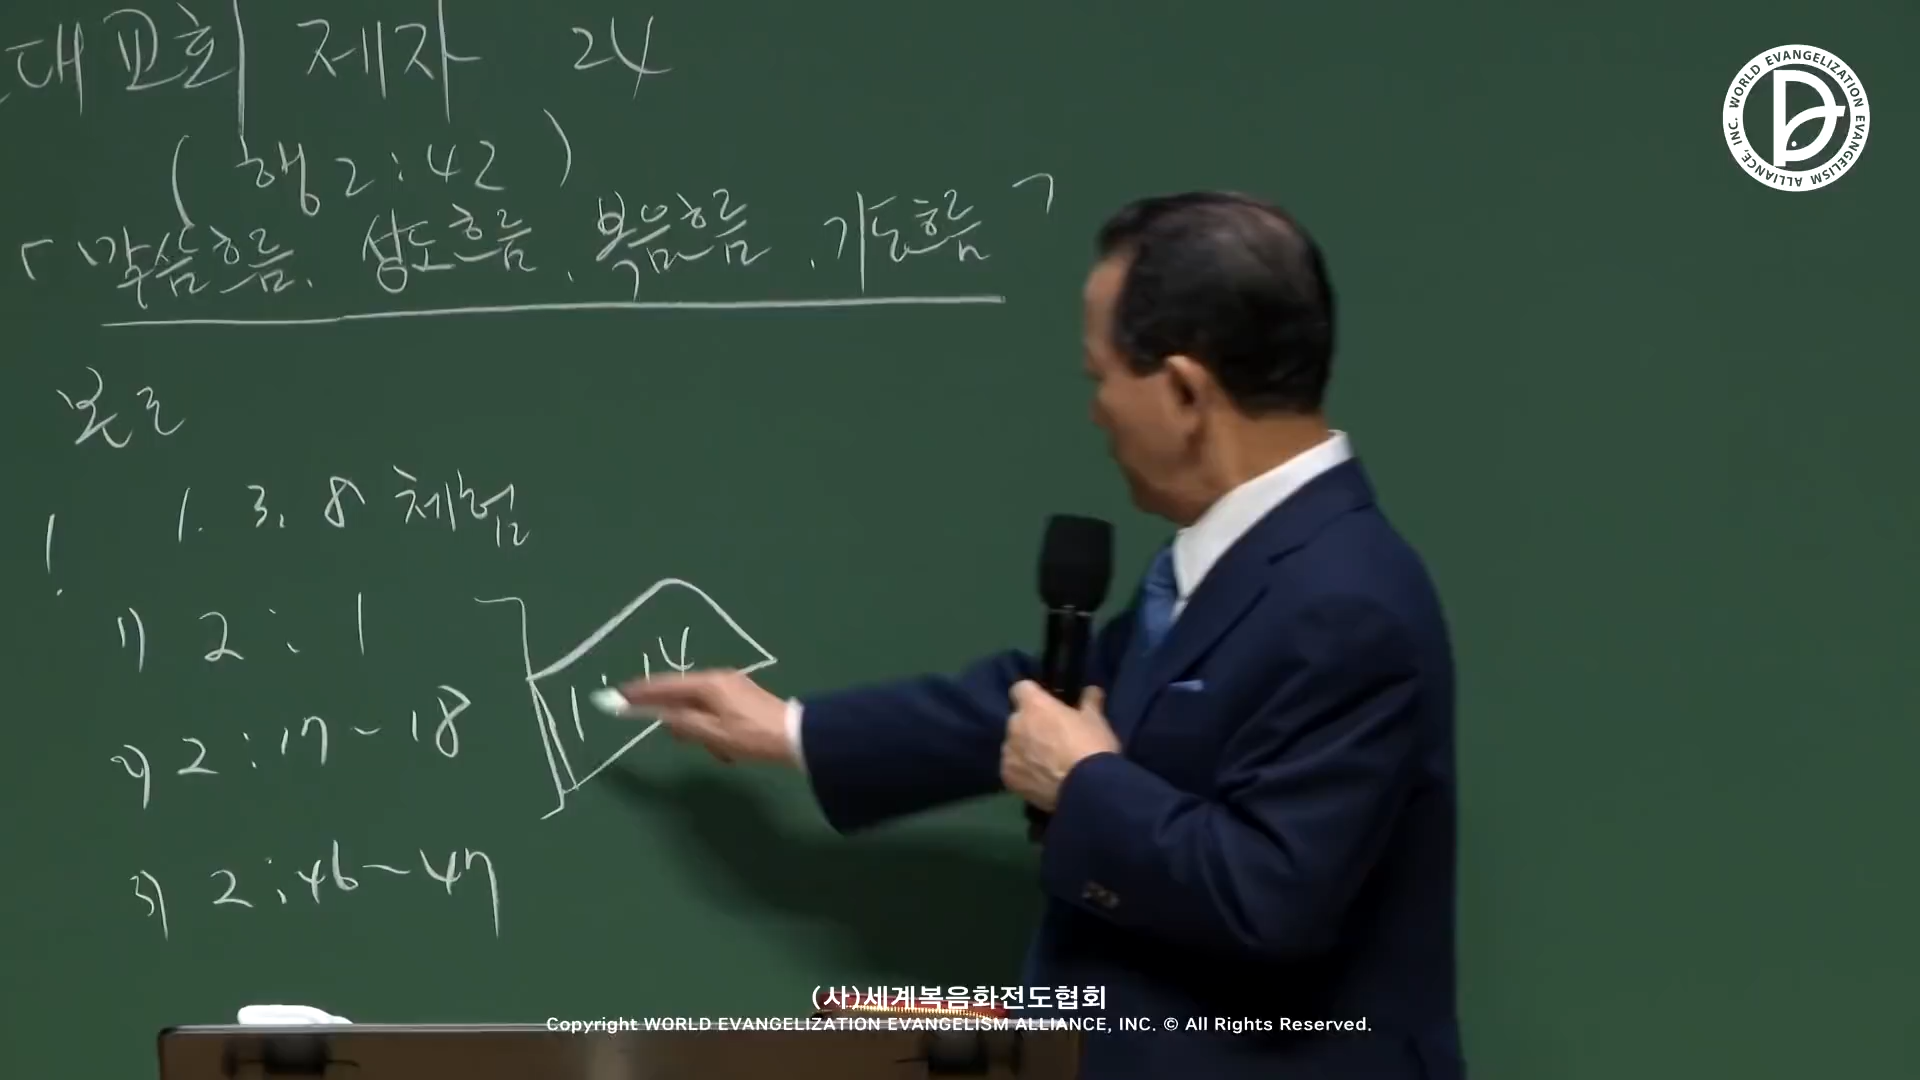 대교회 제자 24
(행2:42)
「말씀흐름. 성도흐름. 복음흐름. 기도흐름」
본론
1. 3. 8 체험
1) 2:1
1:14
2) 2:17~18
3) 2:46~47
WORLD EVANGELIZATION EVANGELISM ALLIANCE, INC.
(사)세계복음화전도협회
Copyright WORLD EVANGELIZATION EVANGELISM ALLIANCE, INC. © All Rights Reserved.